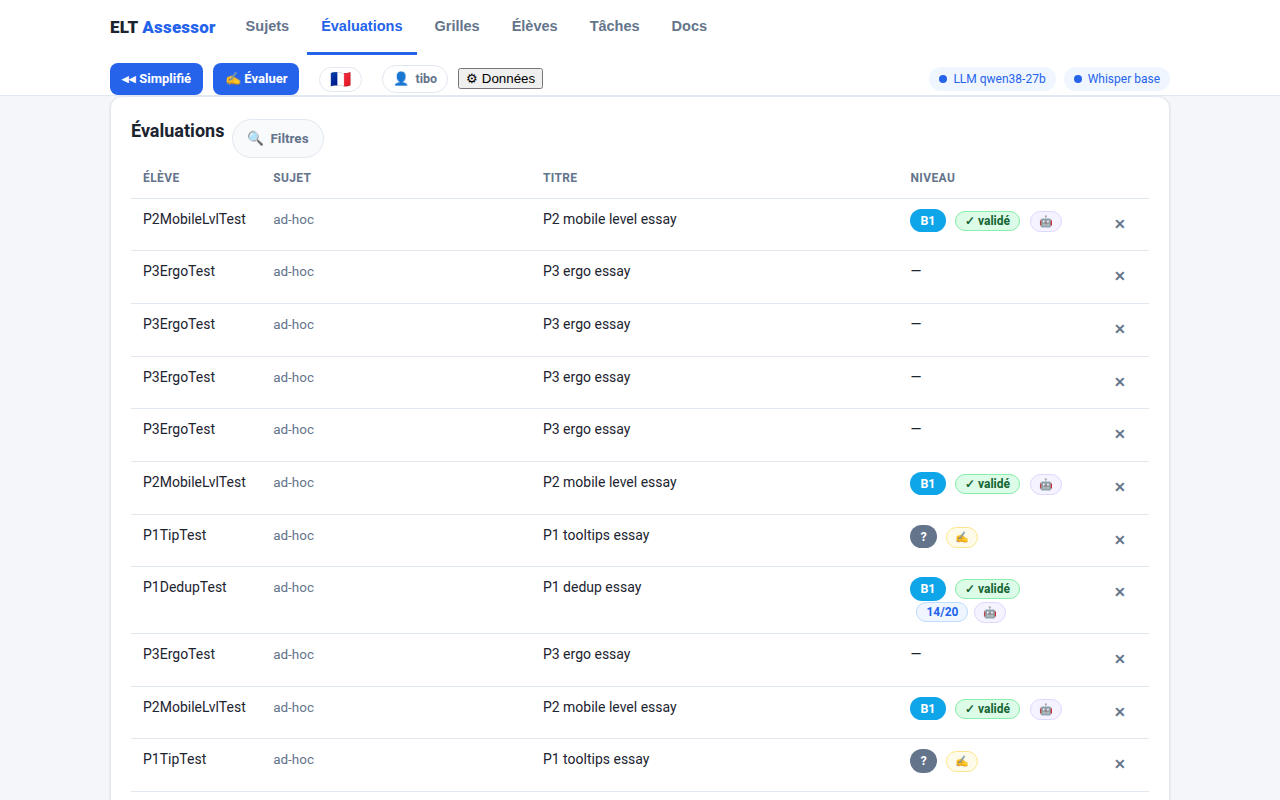 ELT Assessor Sujets Évaluations Grilles Élèves Tâches Docs
◀◀ Simplifié ✍️ Évaluer 🇫🇷 👤 tibo ⚙ Données LLM qwen38-27b Whisper base
Évaluations 🔍 Filtres
ÉLÈVE SUJET TITRE NIVEAU
P2MobileLvlTest ad-hoc P2 mobile level essay B1 ✓ validé 🤖 ✕
P3ErgoTest ad-hoc P3 ergo essay — ✕
P3ErgoTest ad-hoc P3 ergo essay — ✕
P3ErgoTest ad-hoc P3 ergo essay — ✕
P3ErgoTest ad-hoc P3 ergo essay — ✕
P2MobileLvlTest ad-hoc P2 mobile level essay B1 ✓ validé 🤖 ✕
P1TipTest ad-hoc P1 tooltips essay ? ✍️ ✕
P1DedupTest ad-hoc P1 dedup essay B1 ✓ validé ✕
14/20 🤖
P3ErgoTest ad-hoc P3 ergo essay — ✕
P2MobileLvlTest ad-hoc P2 mobile level essay B1 ✓ validé 🤖 ✕
P1TipTest ad-hoc P1 tooltips essay ? ✍️ ✕